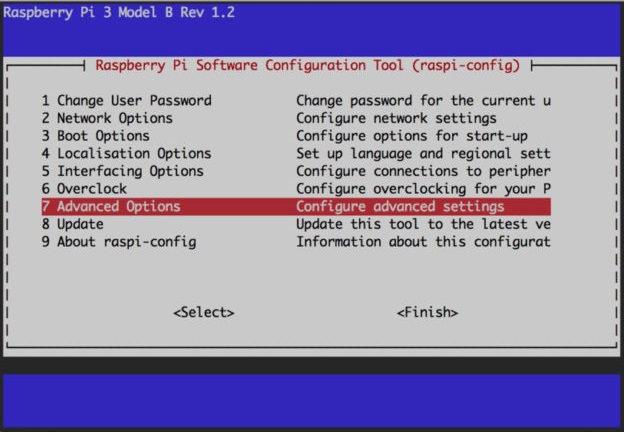 Raspberry Pi 3 Model B Rev 1.2
Raspberry Pi Software Configuration Tool (raspi-config)
1 Change User Password Change password for the current u
2 Network Options Configure network settings
3 Boot Options Configure options for start-up
4 Localisation Options Set up language and regional sett
5 Interfacing Options Configure connections to peripher
6 Overclock Configure overclocking for your P
7 Advanced Options Configure advanced settings
8 Update Update this tool to the latest ve
9 About raspi-config Information about this configurat
<Select> <Finish>